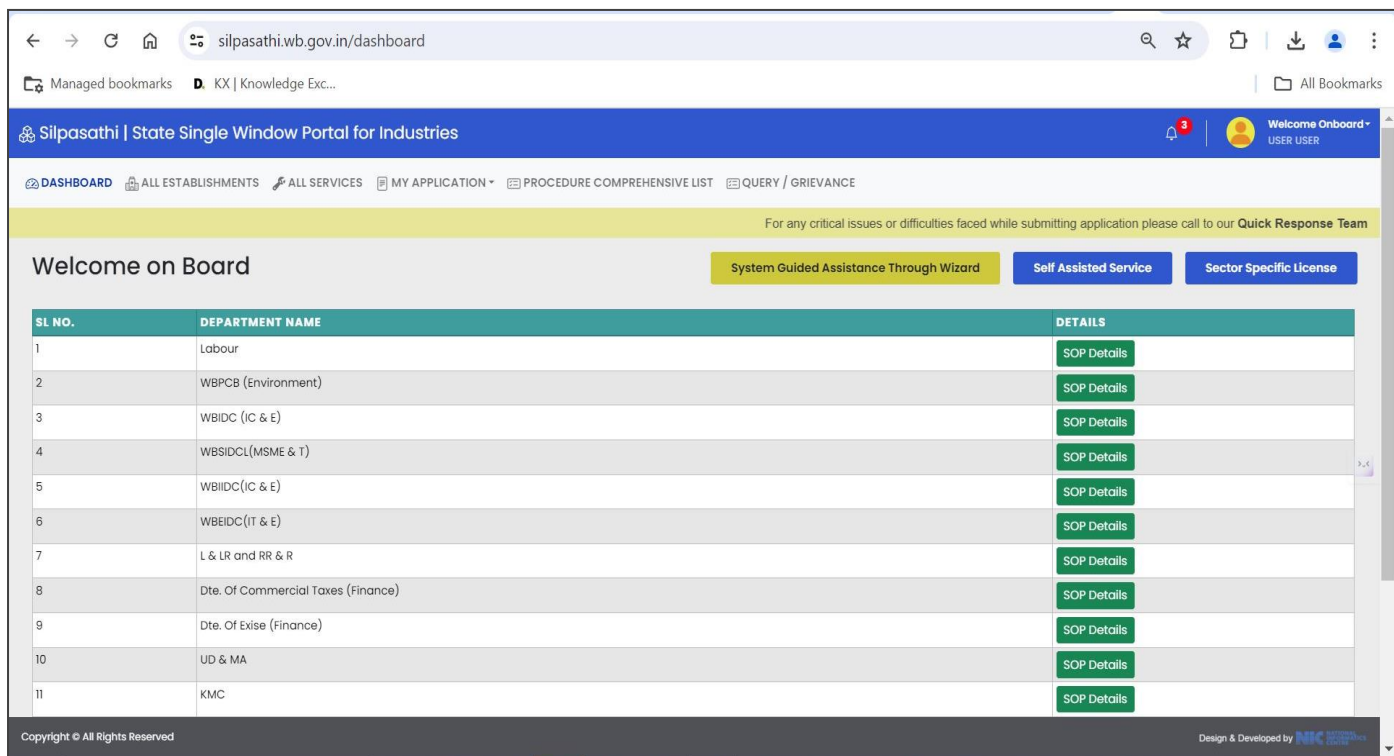 silpasathi.wb.gov.in/dashboard
Managed bookmarks D. KX | Knowledge Exc... All Bookmarks
Silpasathi | State Single Window Portal for Industries 3 Welcome Onboard
USER USER
DASHBOARD ALL ESTABLISHMENTS ALL SERVICES MY APPLICATION PROCEDURE COMPREHENSIVE LIST QUERY / GRIEVANCE
For any critical issues or difficulties faced while submitting application please call to our Quick Response Team
Welcome on Board System Guided Assistance Through Wizard Self Assisted Service Sector Specific License
SL NO. DEPARTMENT NAME DETAILS
1 Labour SOP Details
2 WBPCB (Environment) SOP Details
3 WBIDC (IC & E) SOP Details
4 WBSIDCL(MSME & T) SOP Details
5 WBIIDC(IC & E) SOP Details
6 WBEIDC(IT & E) SOP Details
7 L & LR and RR & R SOP Details
8 Dte. Of Commercial Taxes (Finance) SOP Details
9 Dte. Of Exise (Finance) SOP Details
10 UD & MA SOP Details
11 KMC SOP Details
Copyright © All Rights Reserved Design & Developed by NIC NATIONAL INFORMATICS CENTRE